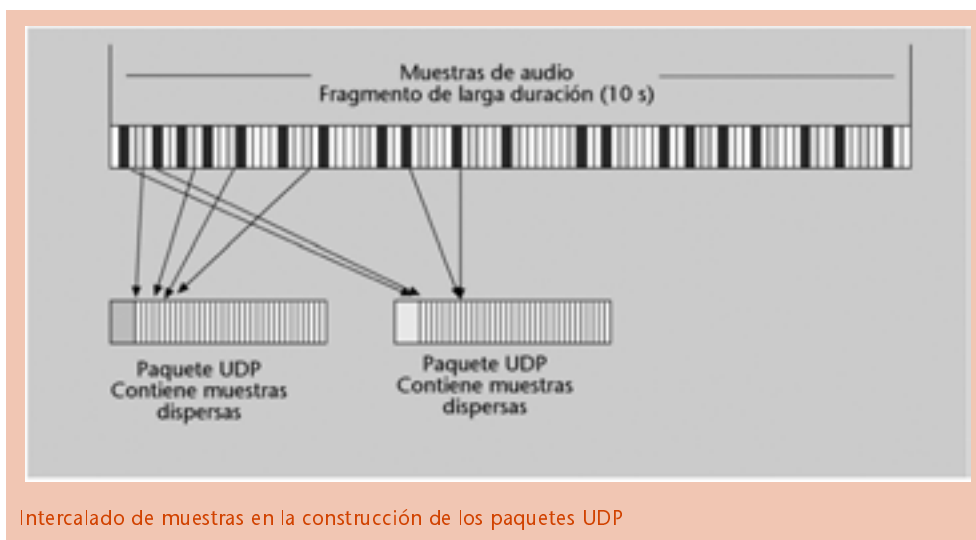 Muestras de audio
Fragmento de larga duración (10 s)
Paquete UDP
Contiene muestras
dispersas
Paquete UDP
Contiene muestras
dispersas
Intercalado de muestras en la construcción de los paquetes UDP